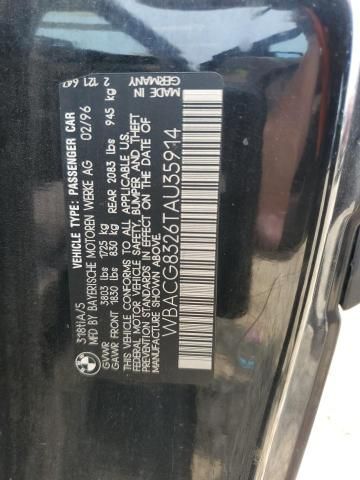 318tiA/5 VEHICLE TYPE: PASSENGER CAR 2 121 647
MFD BY BAYERISCHE MOTOREN WERKE AG 02/96
GVWR 3803 lbs 1725 kg MADE IN GERMANY
GAWR FRONT 1830 lbs 830 kg REAR 2083 lbs 945 kg
THIS VEHICLE CONFORMS TO ALL APPLICABLE U.S.
FEDERAL MOTOR VEHICLE SAFETY, BUMPER AND THEFT
PREVENTION STANDARDS IN EFFECT ON THE DATE OF
MANUFACTURE SHOWN ABOVE.
WBACG8326TAU35914